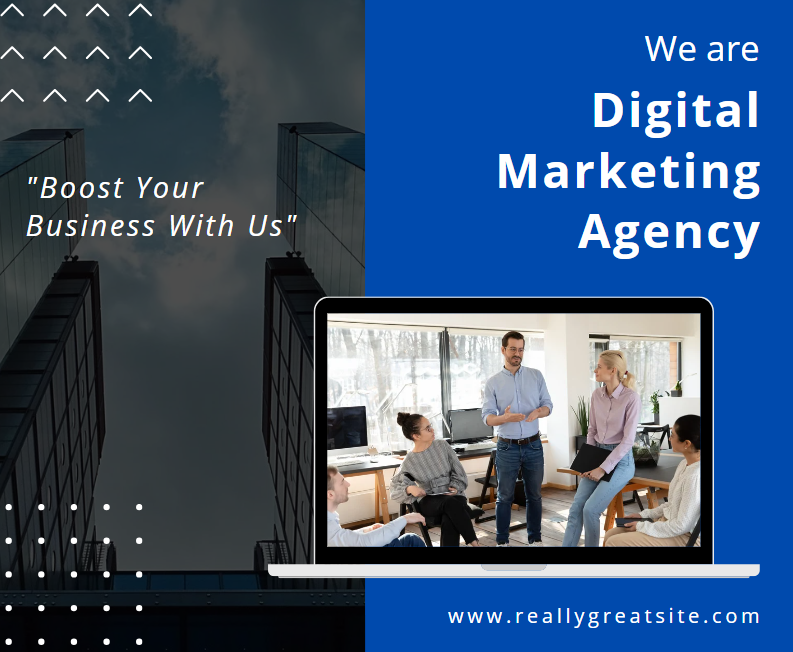 We are
Digital
Marketing
Agency
"Boost Your
Business With Us"
www.reallygreatsite.com